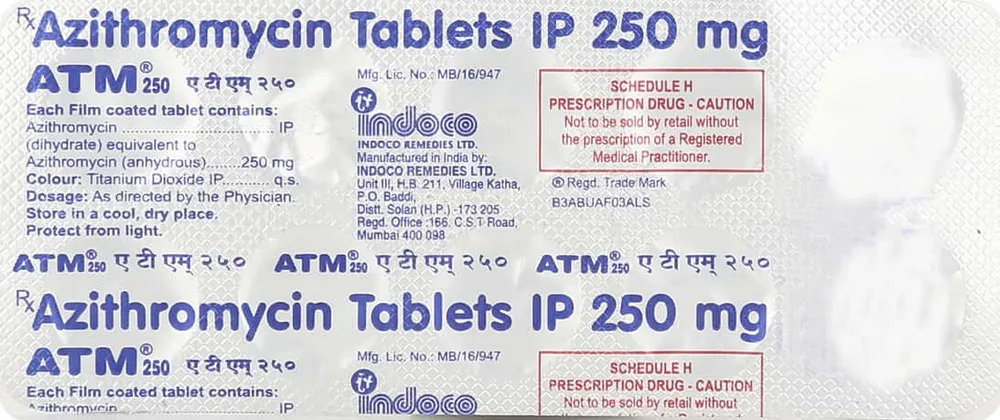 Rx Azithromycin Tablets IP 250 mg
ATM® 250 ए टी एम् २५०
Each Film coated tablet contains:
Azithromycin ........................... IP
(dihydrate) equivalent to
Azithromycin (anhydrous)........250 mg
Colour: Titanium Dioxide IP........... q.s.
Dosage: As directed by the Physician.
Store in a cool, dry place.
Protect from light.
Mfg. Lic. No.: MB/16/947
indoco
INDOCO REMEDIES LTD.
Manufactured in India by:
INDOCO REMEDIES LTD.
Unit III, H.B. 211, Village Katha,
P.O. Baddi,
Distt. Solan (H.P.) -173 205
Regd. Office :166, C.S.T Road,
Mumbai 400 098
SCHEDULE H
PRESCRIPTION DRUG - CAUTION
Not to be sold by retail without
the prescription of a Registered
Medical Practitioner.
® Regd. Trade Mark
B3ABUAF03ALS
ATM® 250 ए टी एम् २५० ATM® 250 ए टी एम् २५० ATM® 250 ए टी एम् २५०
Rx Azithromycin Tablets IP 250 mg
ATM® 250 ए टी एम् २५०
Each Film coated tablet contains:
Azithromycin IP
Mfg. Lic. No.: MB/16/947
indoco
SCHEDULE H
PRESCRIPTION DRUG - CAUTION
Not to be sold by retail without